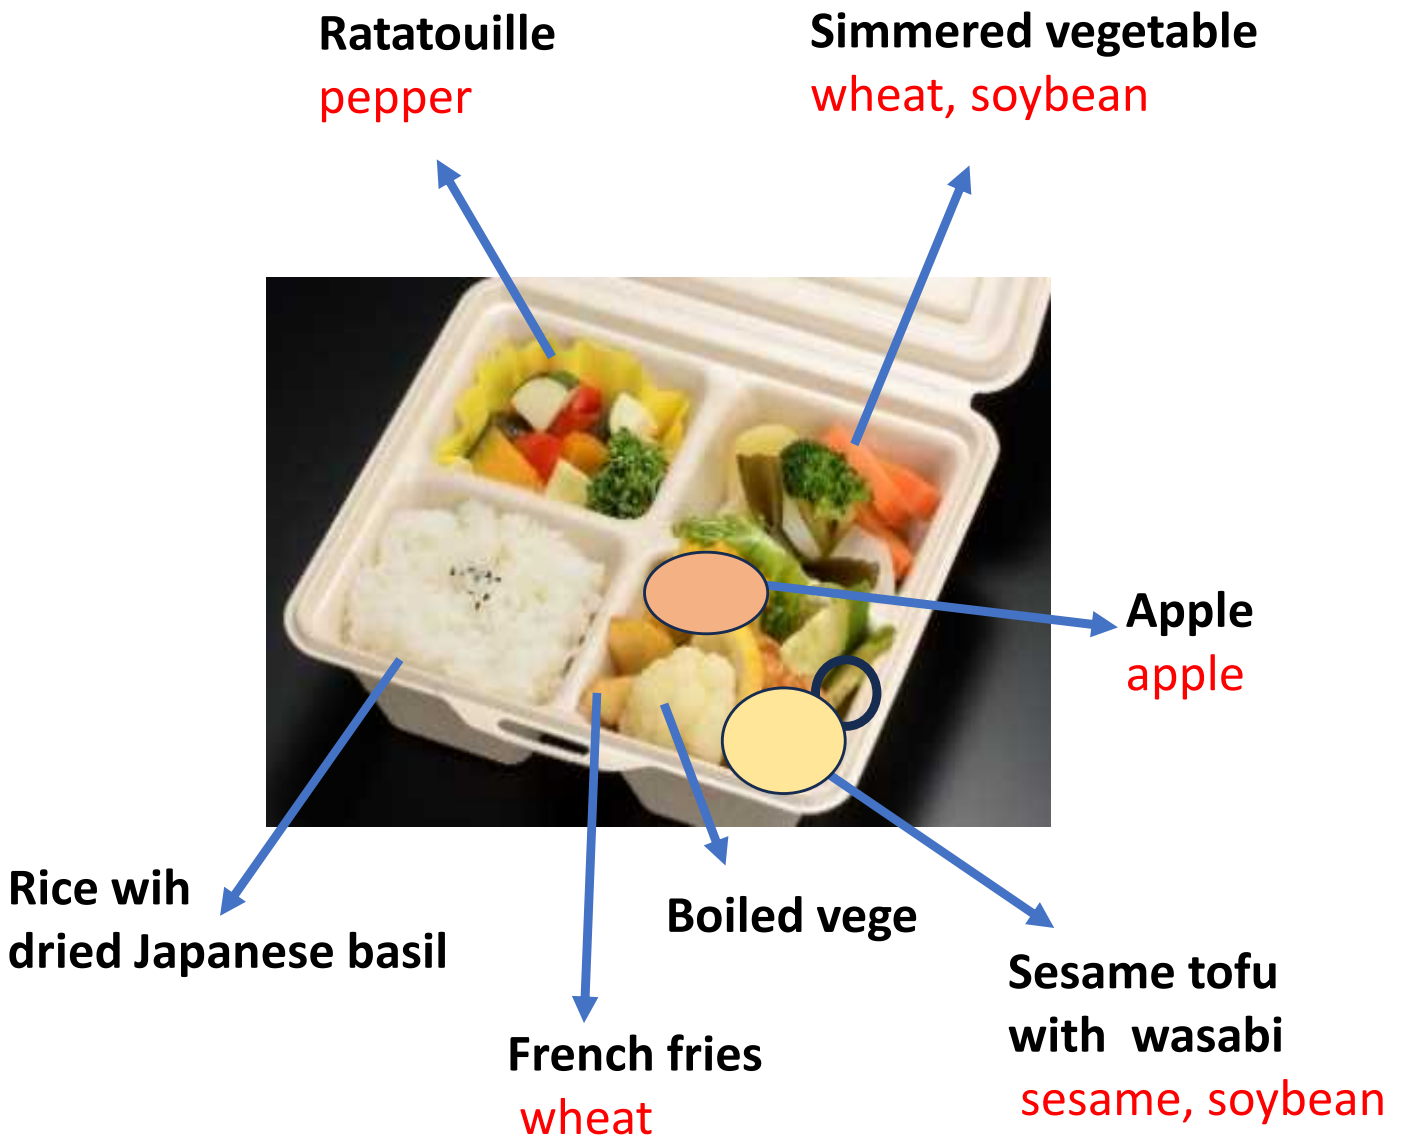 Ratatouille
pepper
Simmered vegetable
wheat, soybean
Apple
apple
Rice wih
dried Japanese basil
Boiled vege
French fries
wheat
Sesame tofu
with  wasabi
sesame, soybean